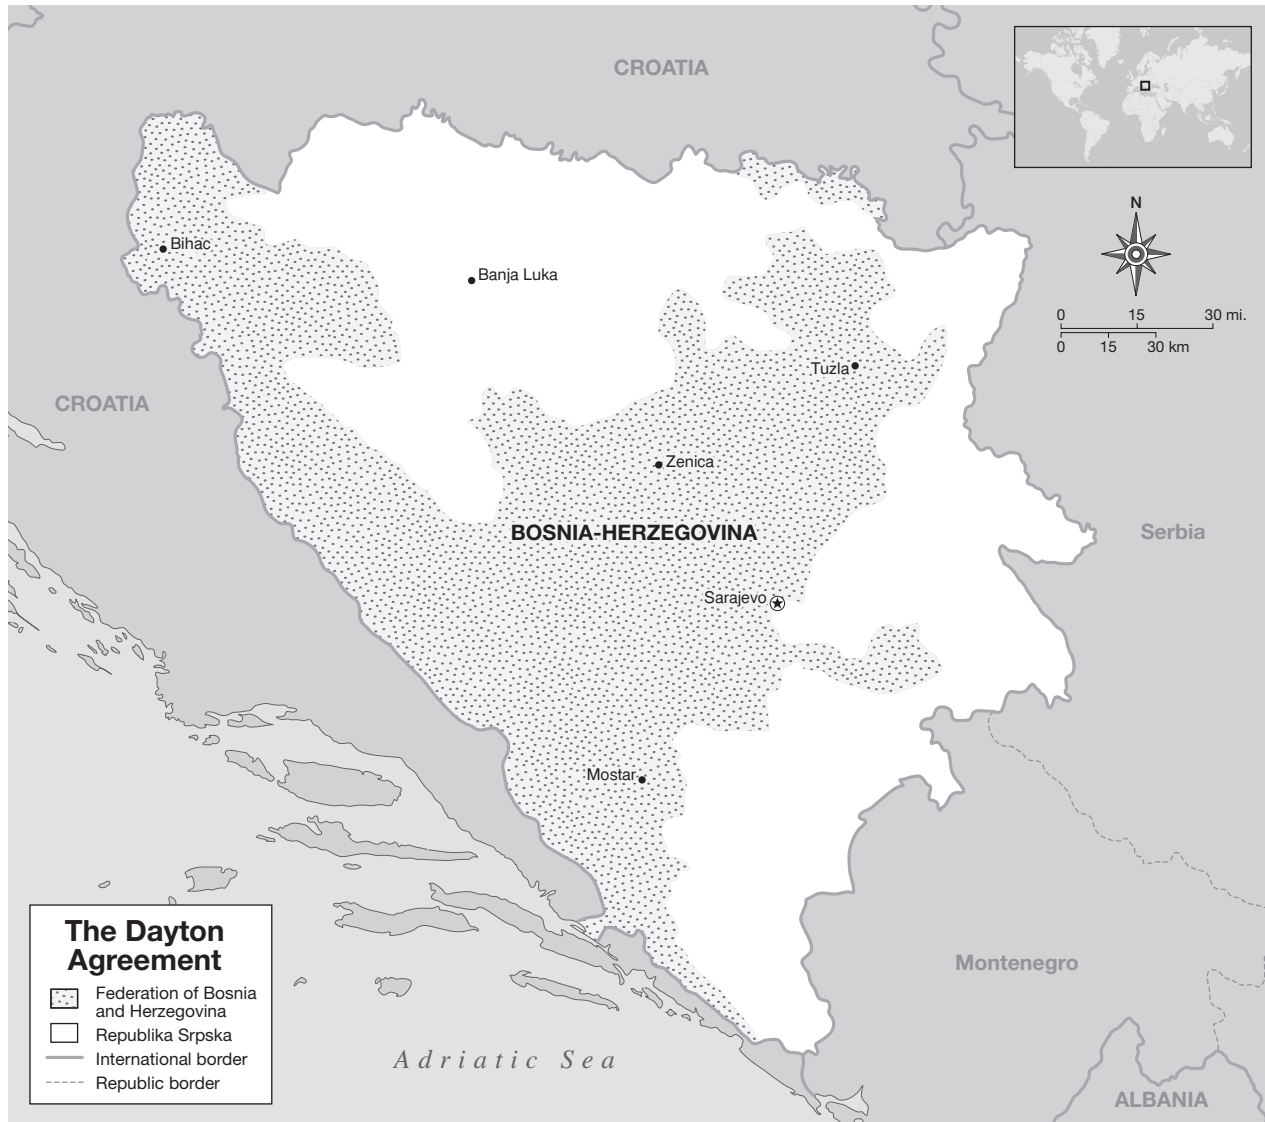 CROATIA
N
0 15 30 mi.
0 15 30 km
Bihac
Banja Luka
Tuzla
CROATIA
Zenica
BOSNIA-HERZEGOVINA
Serbia
Sarajevo
Mostar
The Dayton
Agreement
Federation of Bosnia
and Herzegovina
Republika Srpska
International border
Republic border
Montenegro
Adriatic Sea
ALBANIA